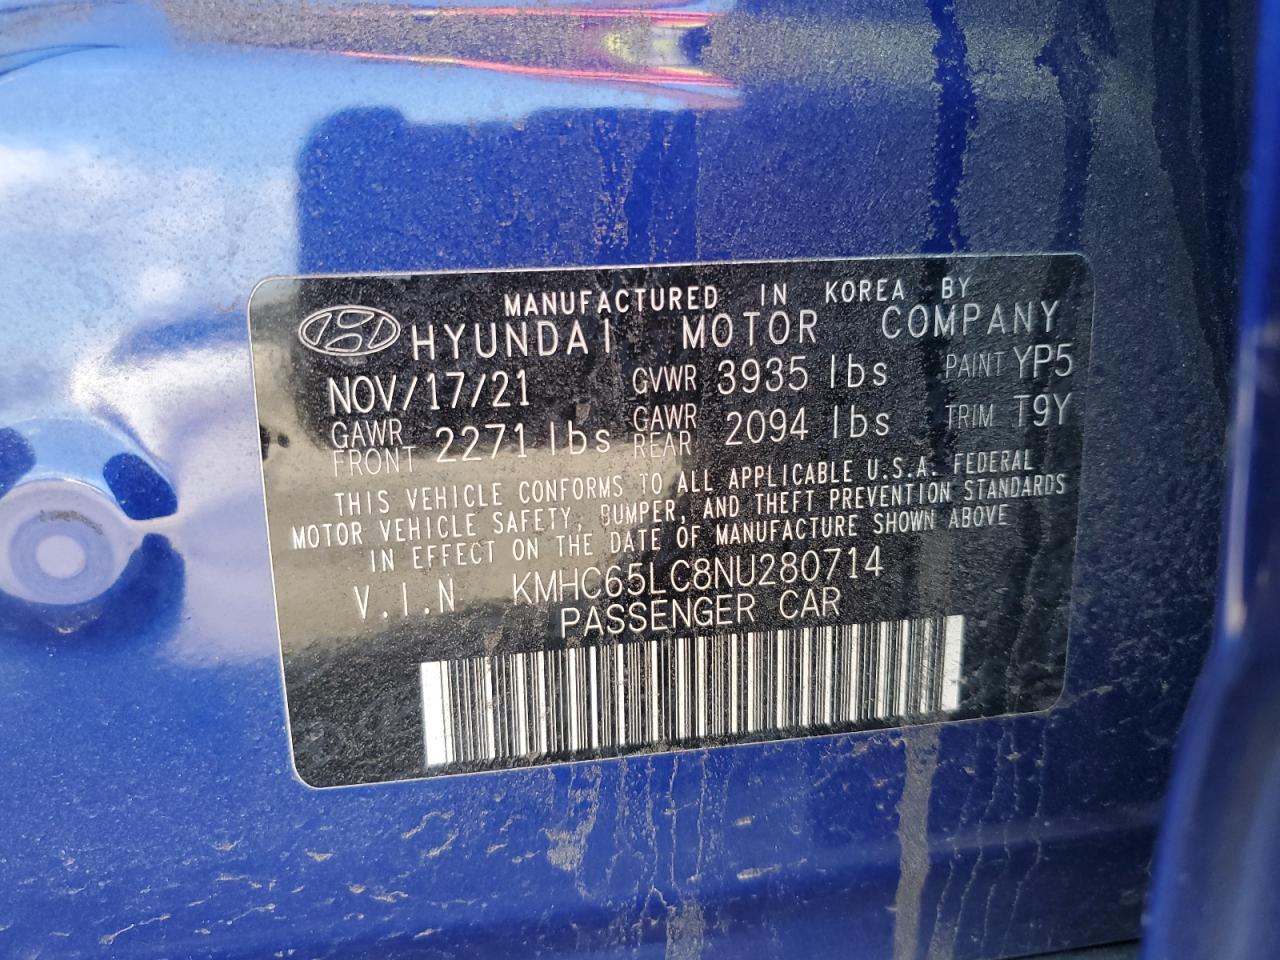 MANUFACTURED IN KOREA BY
HYUNDAI MOTOR COMPANY
NOV/17/21 GVWR 3935 lbs PAINT YP5
GAWR FRONT 2271 lbs GAWR REAR 2094 lbs TRIM T9Y
THIS VEHICLE CONFORMS TO ALL APPLICABLE U.S.A. FEDERAL
MOTOR VEHICLE SAFETY, BUMPER, AND THEFT PREVENTION STANDARDS
IN EFFECT ON THE DATE OF MANUFACTURE SHOWN ABOVE
V.I.N KMHC65LC8NU280714
PASSENGER CAR